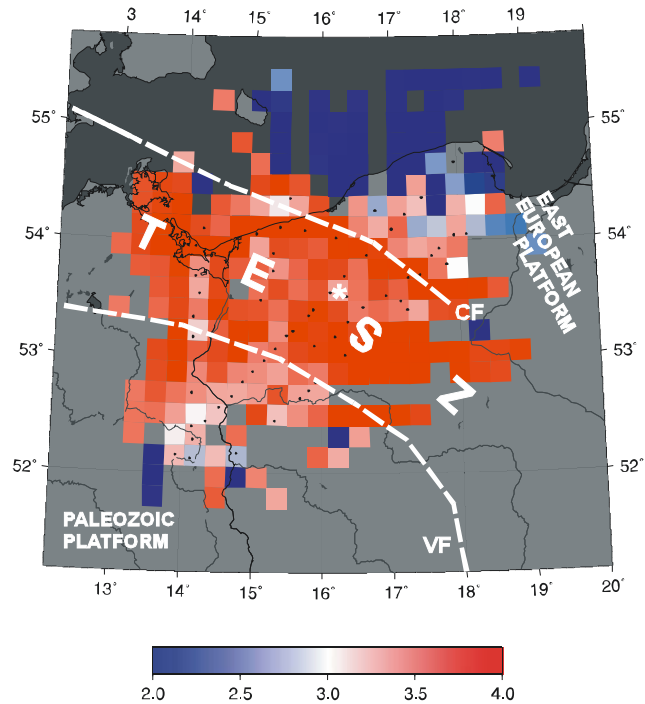 3 14° 15° 16° 17° 18° 19
55° 55°
T
EAST
EUROPEAN
PLATFORM
54° 54°
E
*
CF
S
53° 53°
Z
52° 52°
PALEOZOIC
PLATFORM
VF
13° 14° 15° 16° 17° 18° 19° 20°
2.0 2.5 3.0 3.5 4.0